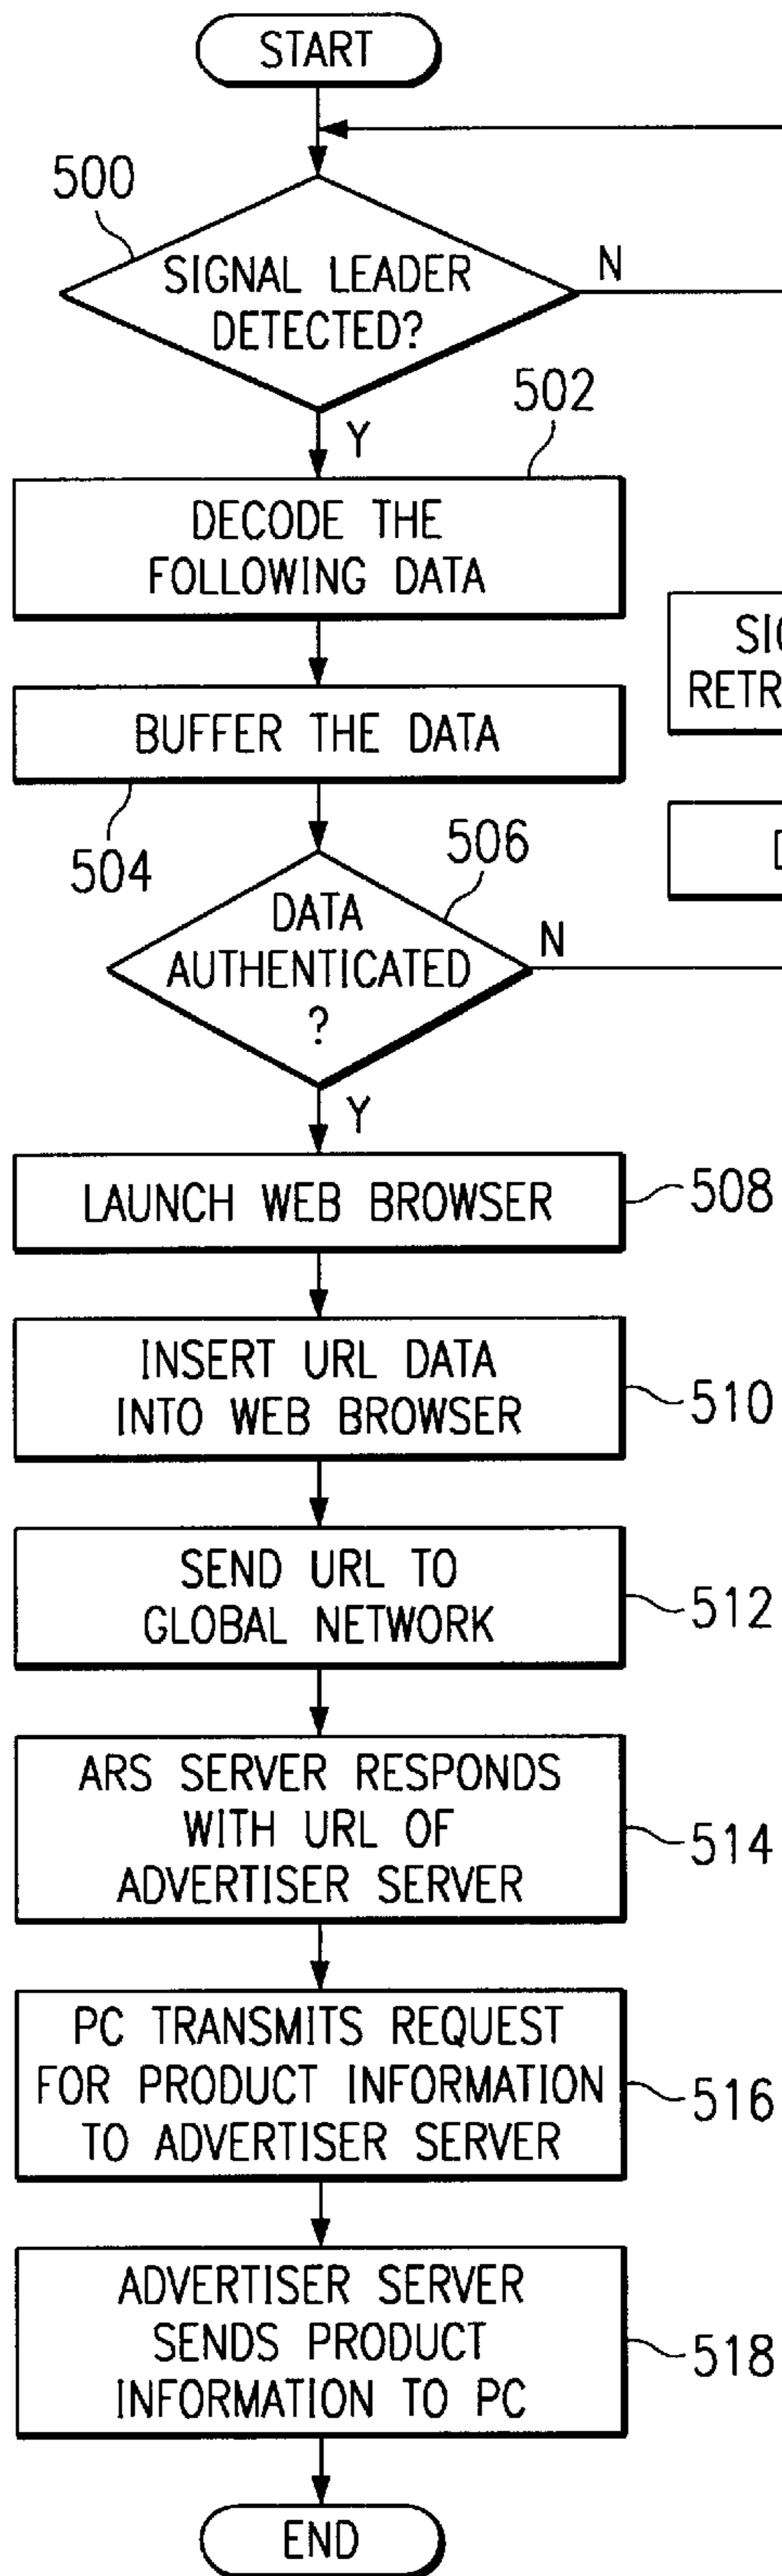 START
500
SIGNAL LEADER
DETECTED?
N
Y
502
DECODE THE
FOLLOWING DATA
BUFFER THE DATA
504
506
DATA
AUTHENTICATED
?
N
Y
LAUNCH WEB BROWSER
508
INSERT URL DATA
INTO WEB BROWSER
510
SEND URL TO
GLOBAL NETWORK
512
ARS SERVER RESPONDS
WITH URL OF
ADVERTISER SERVER
514
PC TRANSMITS REQUEST
FOR PRODUCT INFORMATION
TO ADVERTISER SERVER
516
ADVERTISER SERVER
SENDS PRODUCT
INFORMATION TO PC
518
END